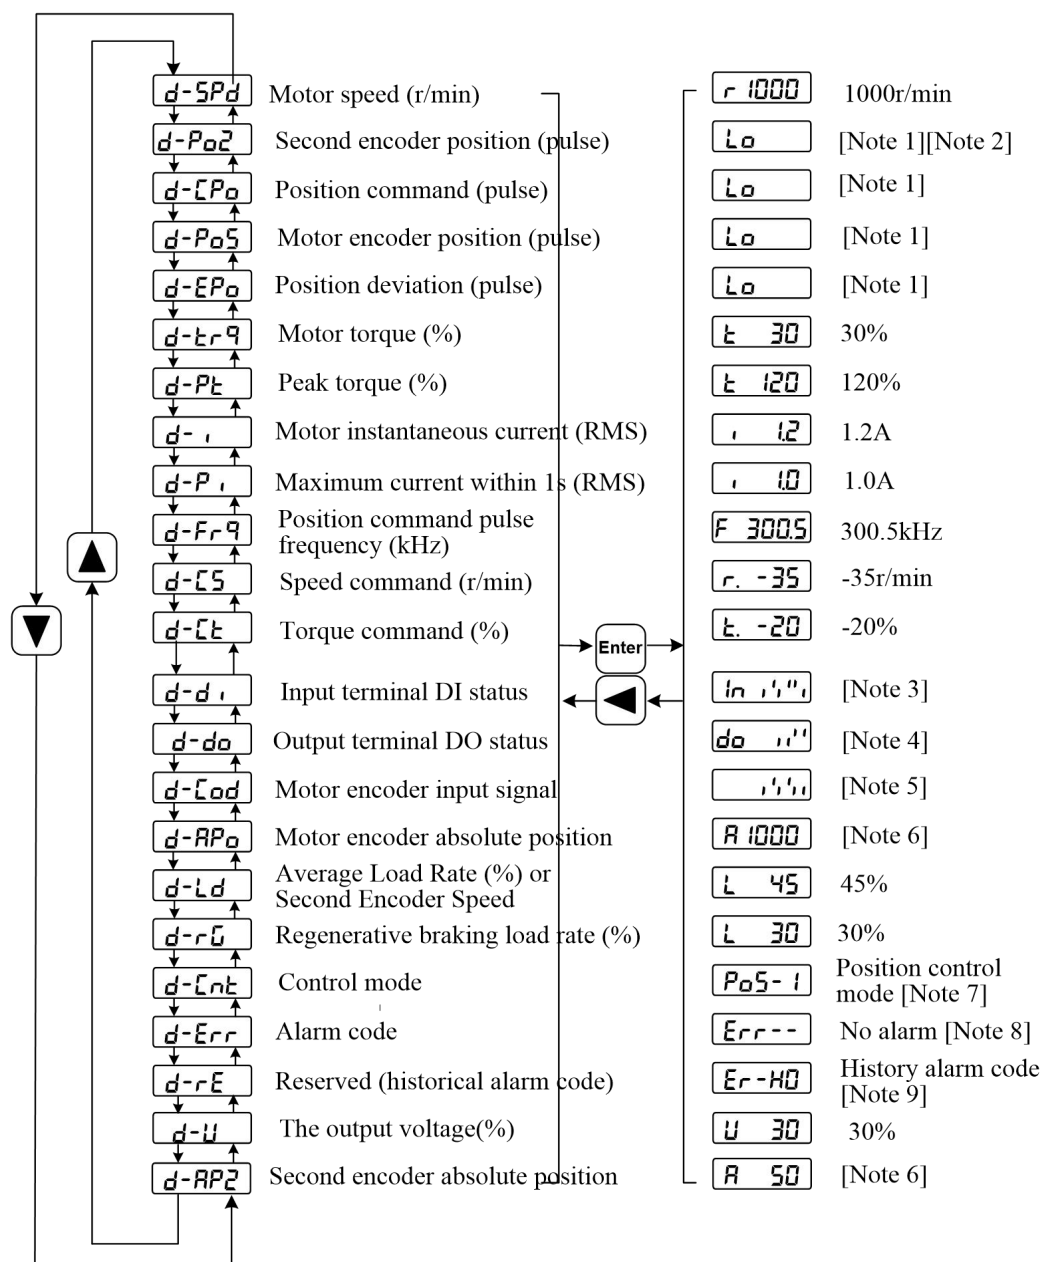 d-SPd Motor speed (r/min) r 1000 1000r/min
d-Po2 Second encoder position (pulse) Lo [Note 1][Note 2]
d-CPo Position command (pulse) Lo [Note 1]
d-PoS Motor encoder position (pulse) Lo [Note 1]
d-EPo Position deviation (pulse) Lo [Note 1]
d-trq Motor torque (%) t 30 30%
d-Pt Peak torque (%) t 120 120%
d-i Motor instantaneous current (RMS) i 1.2 1.2A
d-Pi Maximum current within 1s (RMS) i 1.0 1.0A
d-Frq Position command pulse F 300.5 300.5kHz
frequency (kHz)
d-CS Speed command (r/min) r. -35 -35r/min
d-Ct Torque command (%) t. -20 -20%
Enter
d-di Input terminal DI status In [Note 3]
d-do Output terminal DO status do [Note 4]
d-Cod Motor encoder input signal [Note 5]
d-APo Motor encoder absolute position A1000 [Note 6]
d-Ld Average Load Rate (%) or L 45 45%
Second Encoder Speed
d-rG Regenerative braking load rate (%) L 30 30%
d-Cnt Control mode PoS-1 Position control
mode [Note 7]
d-Err Alarm code Err-- No alarm [Note 8]
d-rE Reserved (historical alarm code) Er-H0 History alarm code
[Note 9]
d-U The output voltage(%) U 30 30%
d-AP2 Second encoder absolute position A 50 [Note 6]